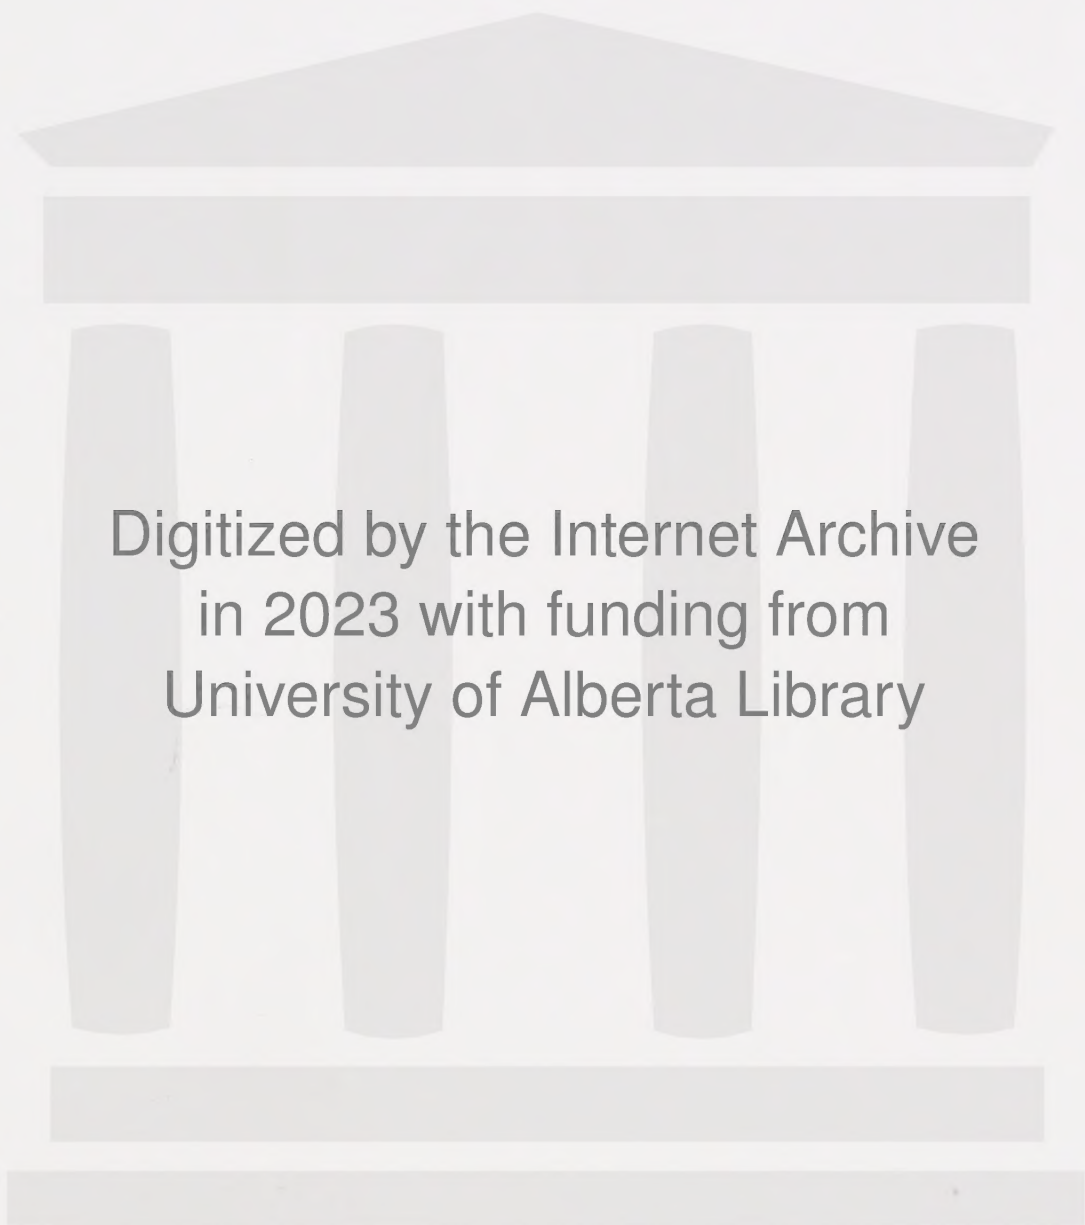 Digitized by the Internet Archive
in 2023 with funding from
University of Alberta Library